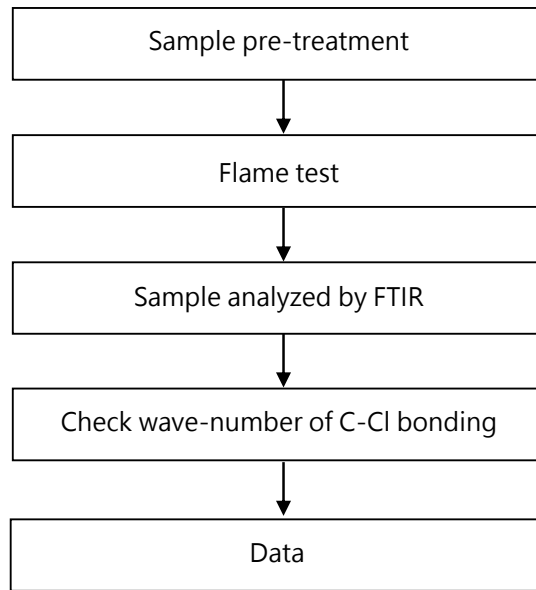 Sample pre-treatment
Flame test
Sample analyzed by FTIR
Check wave-number of C-Cl bonding
Data